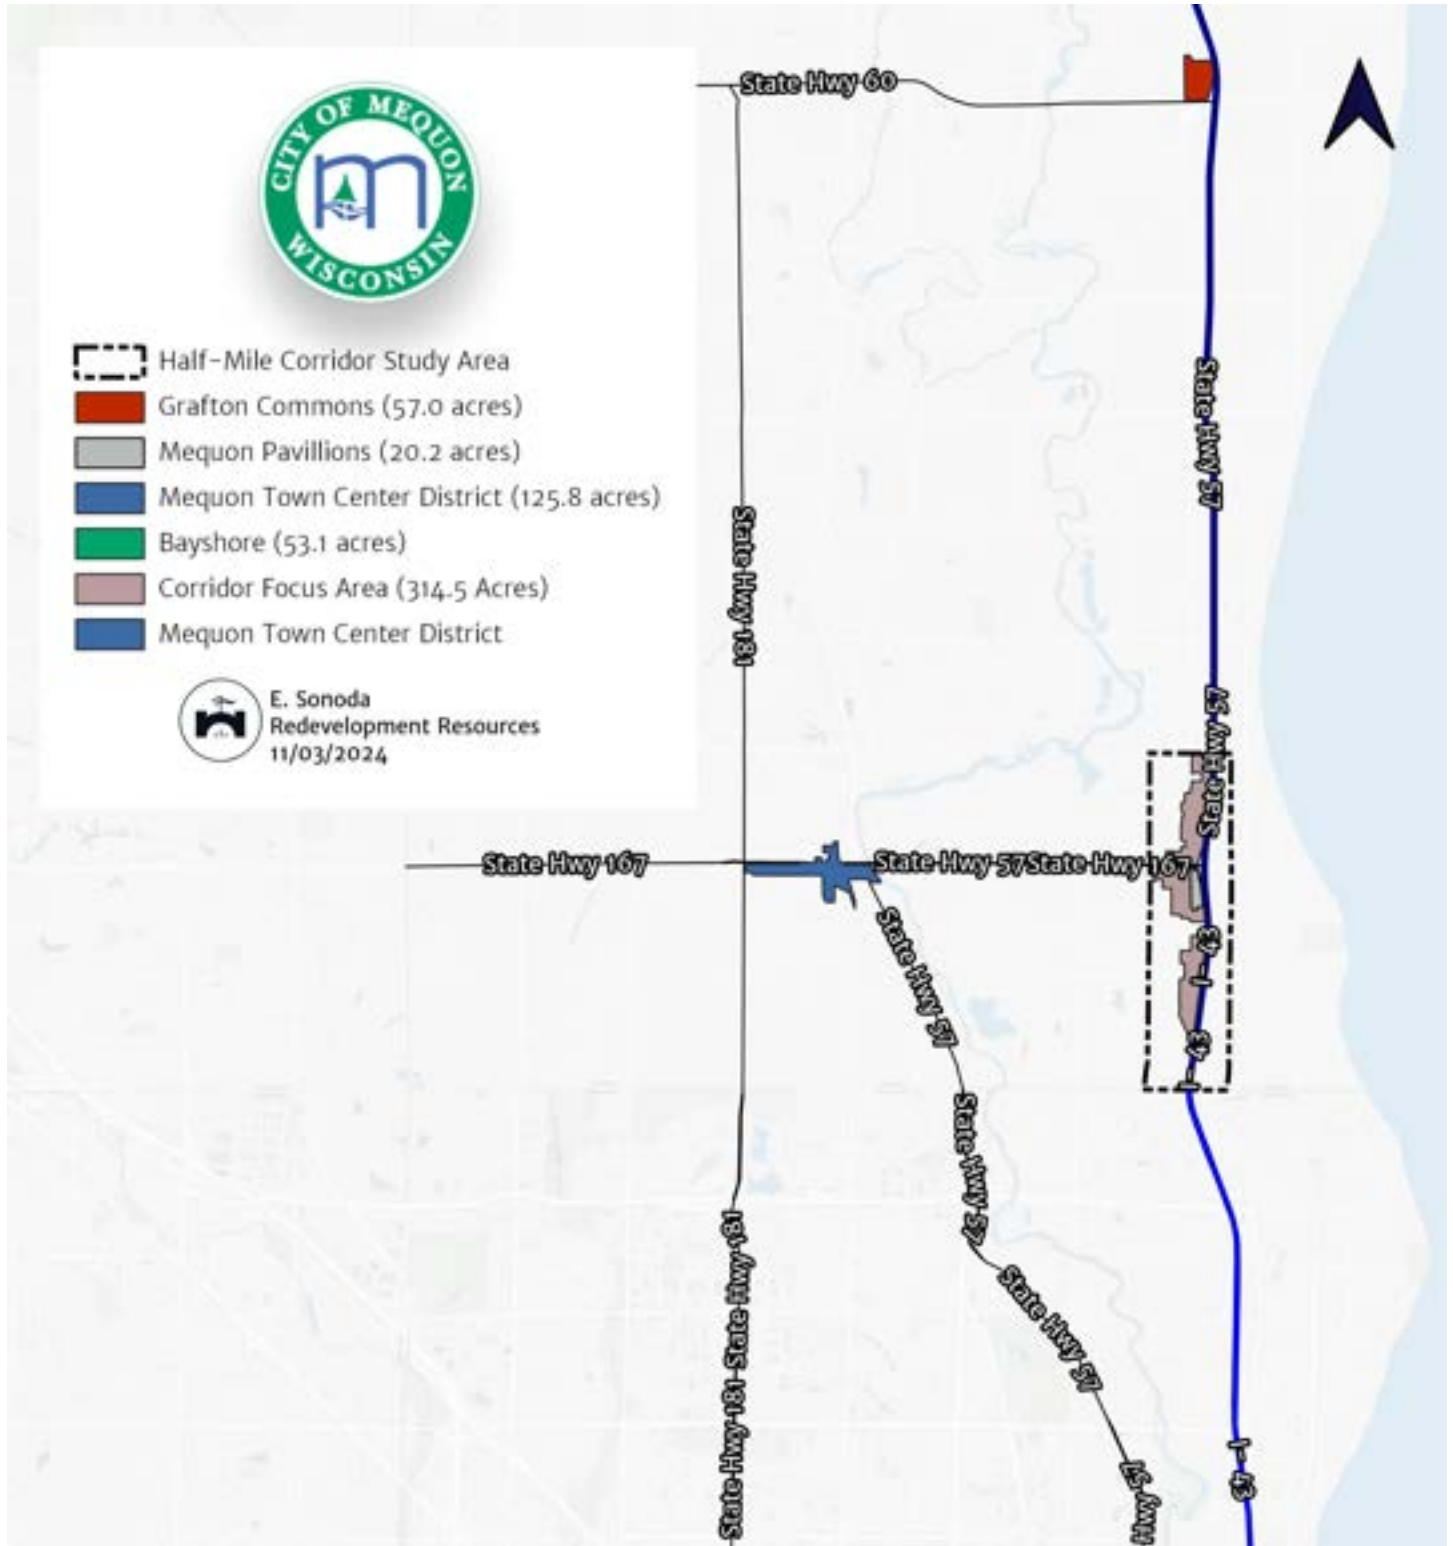 CITY OF MEQUON
WISCONSIN
Half-Mile Corridor Study Area
Grafton Commons (57.0 acres)
Mequon Pavillions (20.2 acres)
Mequon Town Center District (125.8 acres)
Bayshore (53.1 acres)
Corridor Focus Area (314.5 Acres)
Mequon Town Center District
E. Sonoda
Redevelopment Resources
11/03/2024
State Hwy 60
State Hwy 57
State Hwy 181
State Hwy 57
State Hwy 167
State Hwy 57
State Hwy 167
I-43
State Hwy 57
I-43
State Hwy 57
State Hwy 181
State Hwy 57
State Hwy 181
I-43
Hwy 57